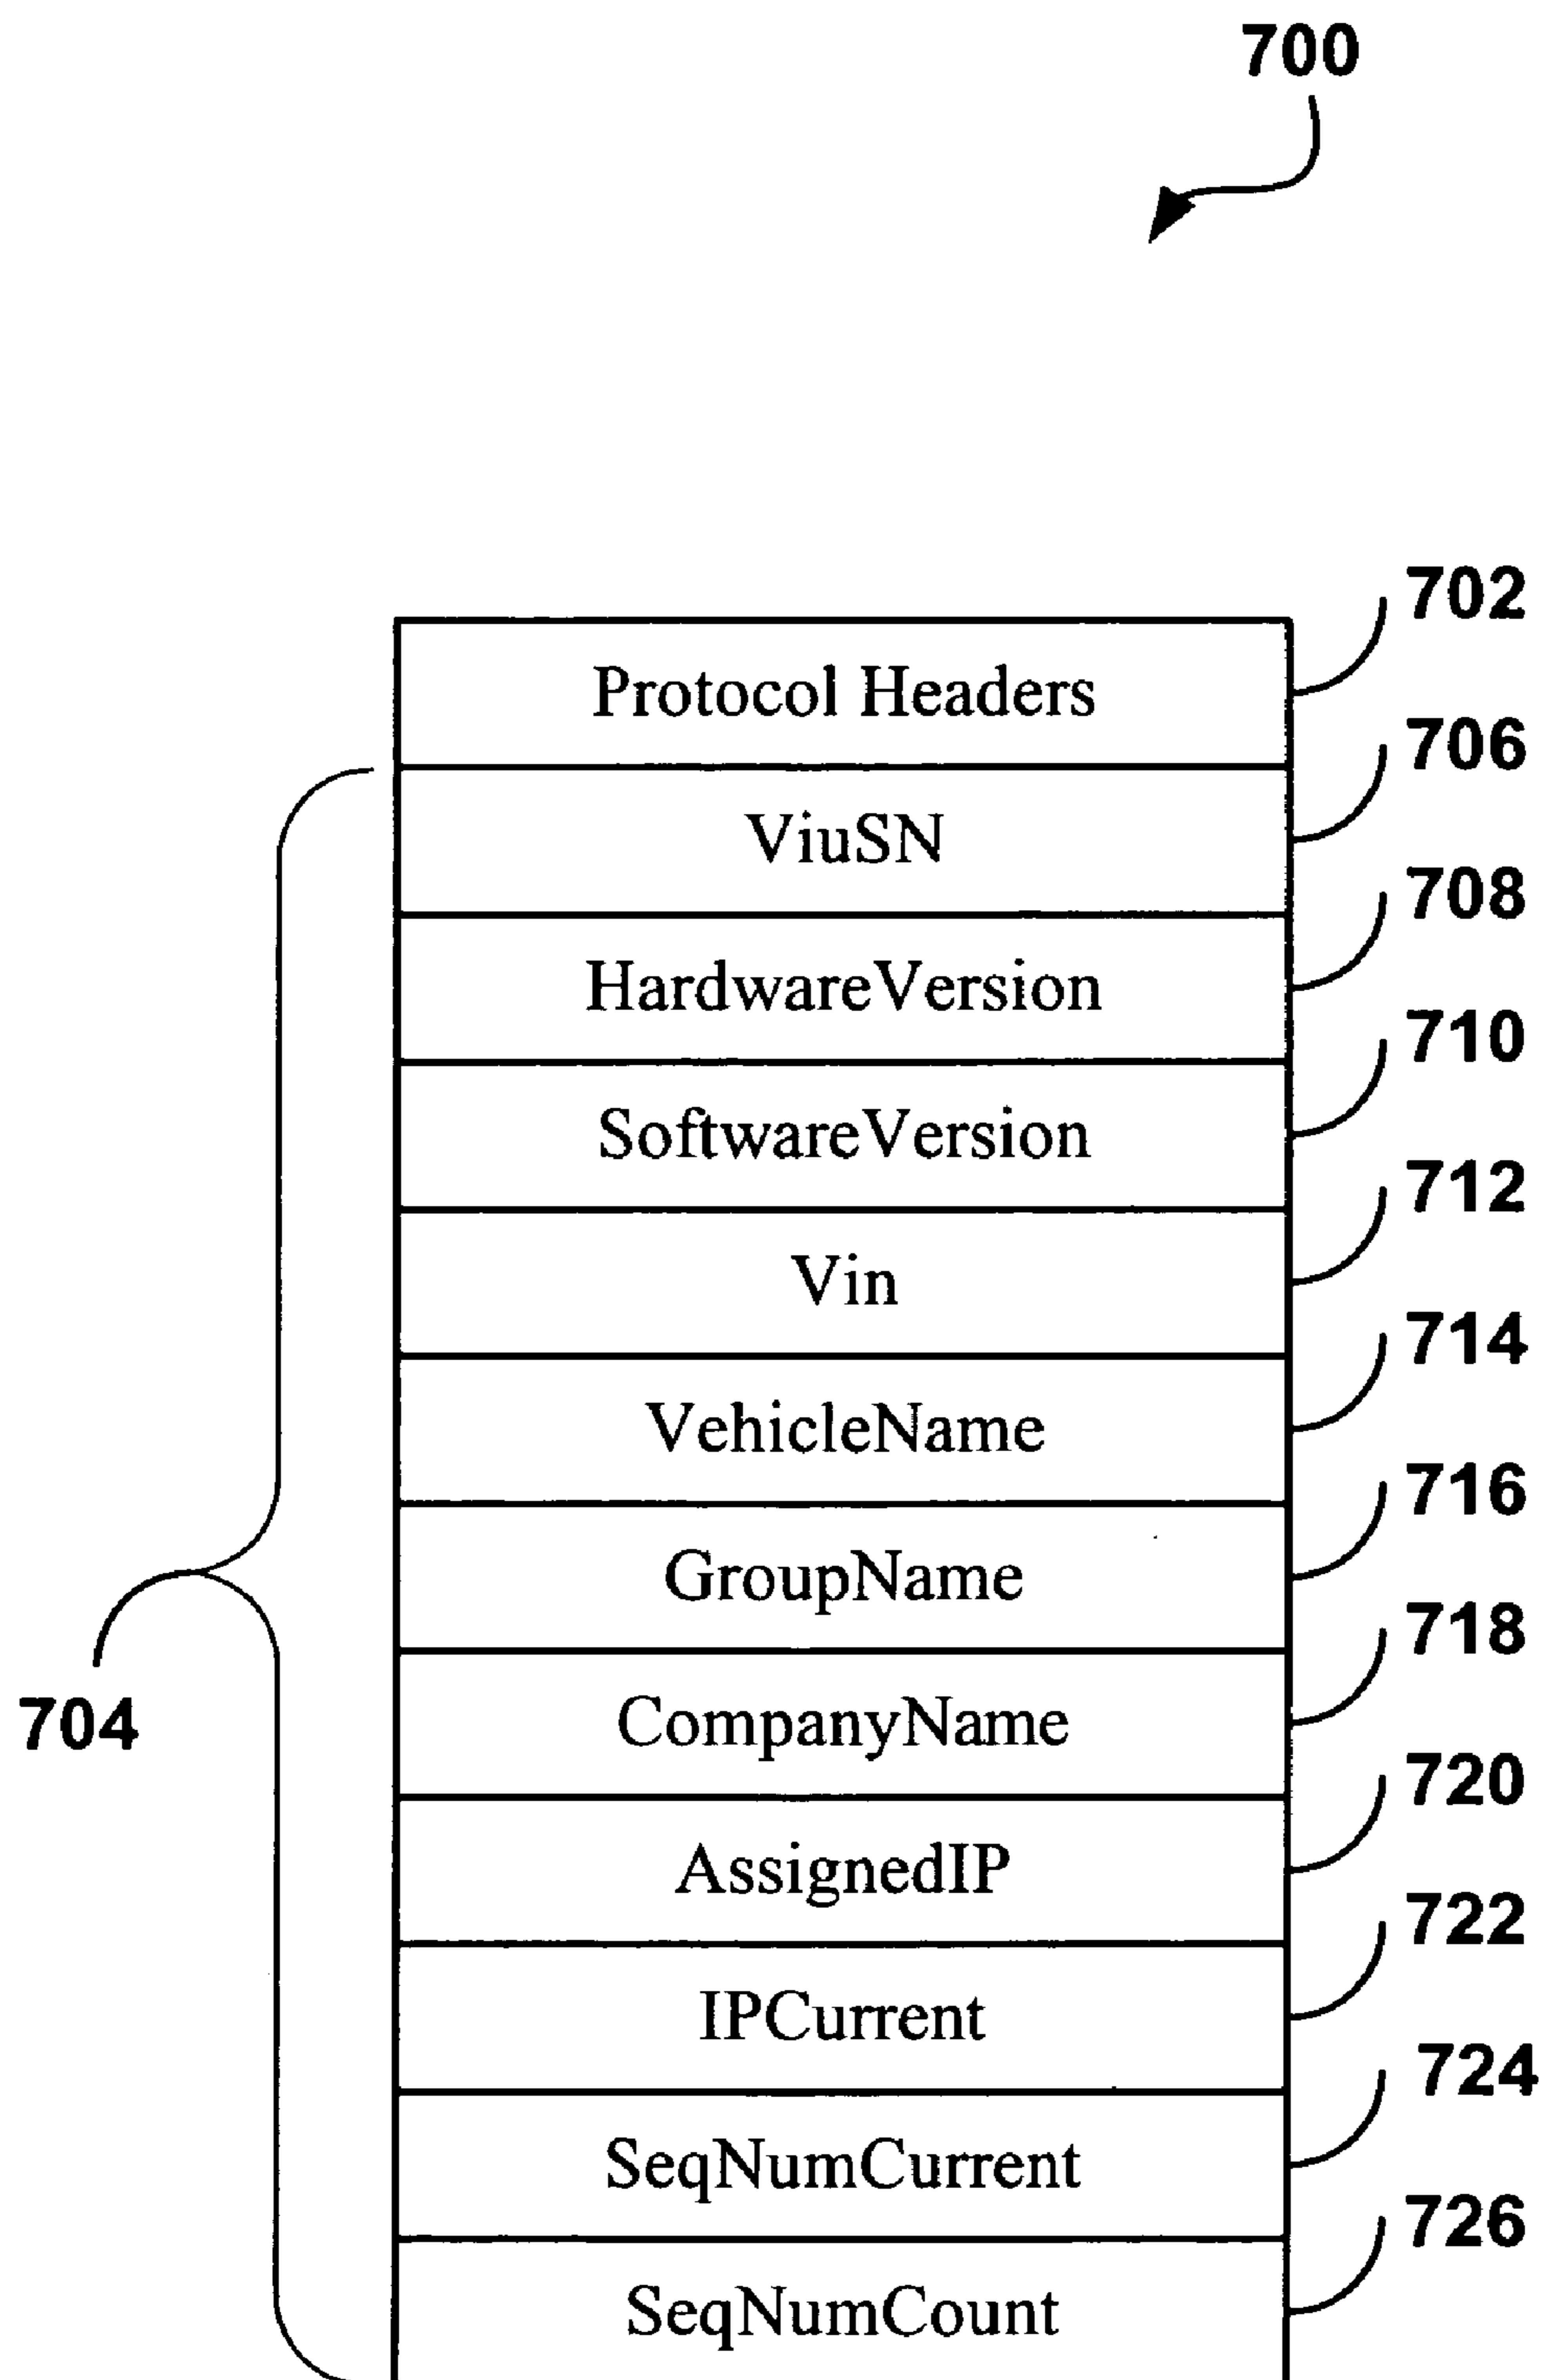 700
Protocol Headers 702
ViuSN 706
HardwareVersion 708
SoftwareVersion 710
Vin 712
VehicleName 714
GroupName 716
CompanyName 718
704
AssignedIP 720
IPCurrent 722
SeqNumCurrent 724
SeqNumCount 726